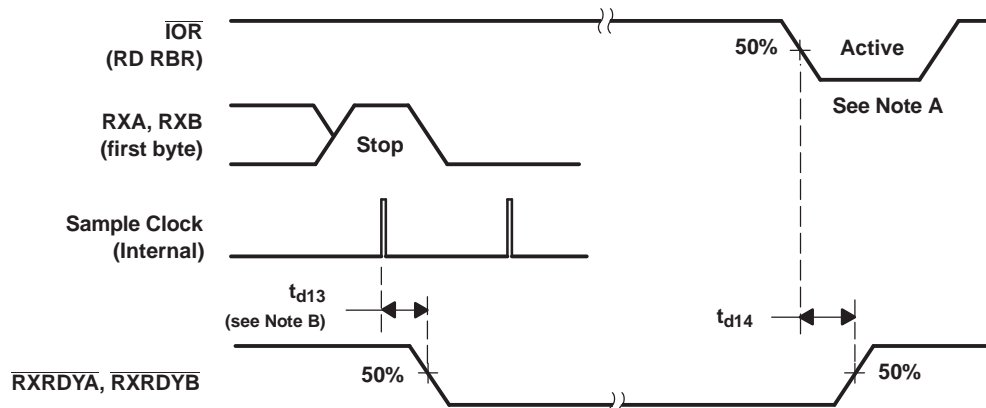 IOR
(RD RBR)
50%
Active
See Note A
RXA, RXB
(first byte)
Stop
Sample Clock
(Internal)
td13
(see Note B)
td14
RXRDYA, RXRDYB
50%
50%